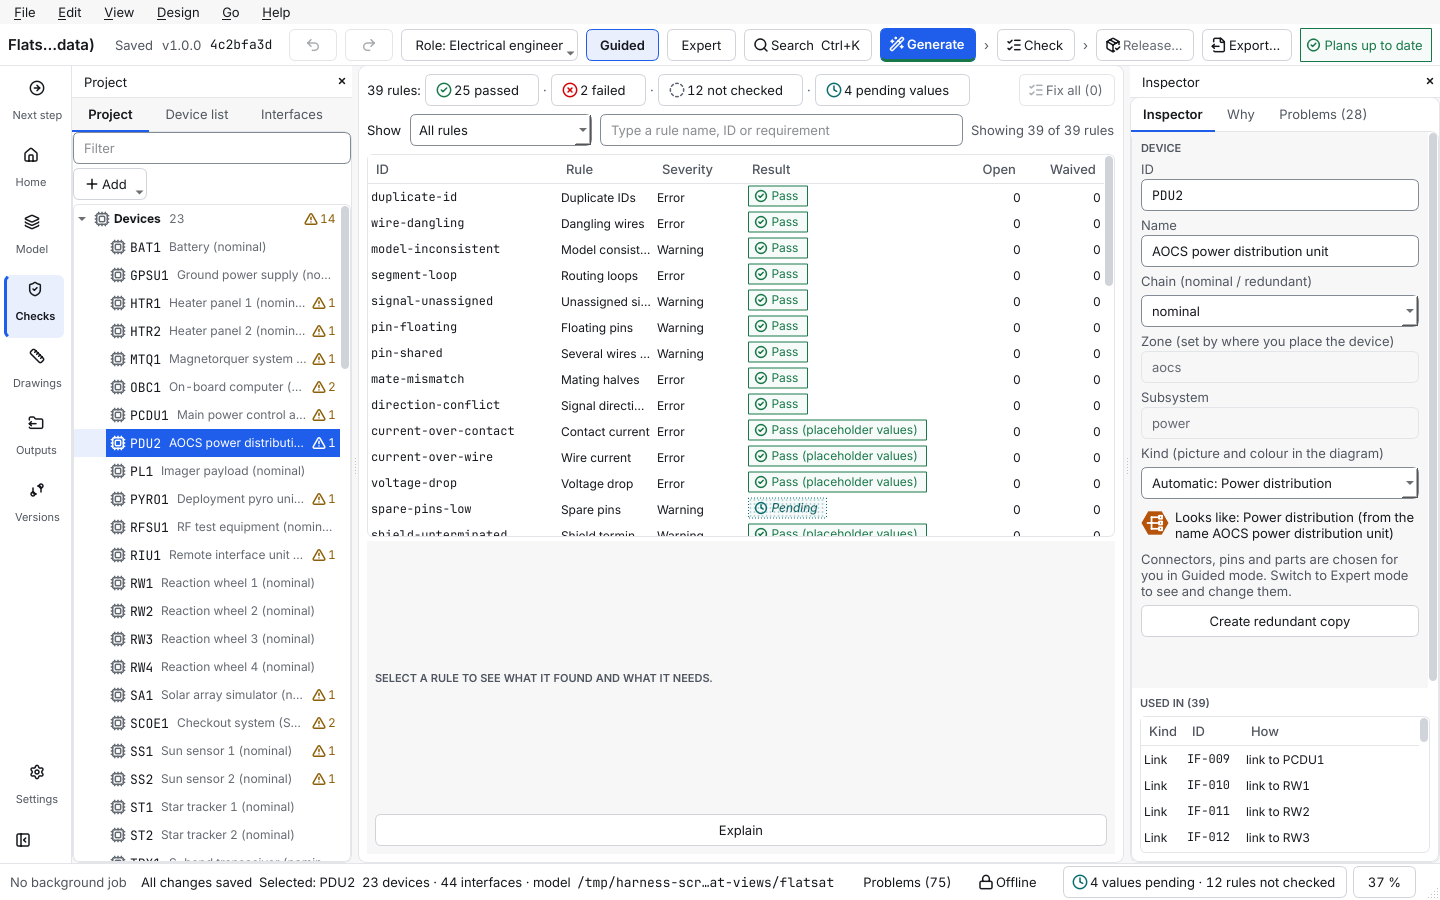 File Edit View Design Go Help
Flats...data) Saved v1.0.0 4c2bfa3d Role: Electrical engineer Guided Expert Search Ctrl+K Generate › Check › Release... Export... Plans up to date
Next step
Home
Model
Checks
Drawings
Outputs
Versions
Settings
Project ×
Project Device list Interfaces
Filter
+ Add
Devices 23 14
BAT1 Battery (nominal)
GPSU1 Ground power supply (no...
HTR1 Heater panel 1 (nomin... 1
HTR2 Heater panel 2 (nomin... 1
MTQ1 Magnetorquer system ... 1
OBC1 On-board computer (... 2
PCDU1 Main power control a... 1
PDU2 AOCS power distributi... 1
PL1 Imager payload (nominal)
PYRO1 Deployment pyro uni... 1
RFSU1 RF test equipment (nomin...
RIU1 Remote interface unit ... 1
RW1 Reaction wheel 1 (nominal)
RW2 Reaction wheel 2 (nominal)
RW3 Reaction wheel 3 (nominal)
RW4 Reaction wheel 4 (nominal)
SA1 Solar array simulator (n... 1
SCOE1 Checkout system (S... 2
SS1 Sun sensor 1 (nominal) 1
SS2 Sun sensor 2 (nominal) 1
ST1 Star tracker 1 (nominal)
ST2 Star tracker 2 (nominal)
39 rules: 25 passed · 2 failed · 12 not checked · 4 pending values Fix all (0)
Show All rules Type a rule name, ID or requirement Showing 39 of 39 rules
ID Rule Severity Result Open Waived
duplicate-id Duplicate IDs Error Pass 0 0
wire-dangling Dangling wires Error Pass 0 0
model-inconsistent Model consist... Warning Pass 0 0
segment-loop Routing loops Error Pass 0 0
signal-unassigned Unassigned si... Warning Pass 0 0
pin-floating Floating pins Warning Pass 0 0
pin-shared Several wires ... Warning Pass 0 0
mate-mismatch Mating halves Error Pass 0 0
direction-conflict Signal directi... Error Pass 0 0
current-over-contact Contact current Error Pass (placeholder values) 0 0
current-over-wire Wire current Error Pass (placeholder values) 0 0
voltage-drop Voltage drop Error Pass (placeholder values) 0 0
spare-pins-low Spare pins Warning Pending 0 0
shield-unterminated Shield termin... Warning Pass (placeholder values) 0 0
SELECT A RULE TO SEE WHAT IT FOUND AND WHAT IT NEEDS.
Explain
Inspector ×
Inspector Why Problems (28)
DEVICE
ID
PDU2
Name
AOCS power distribution unit
Chain (nominal / redundant)
nominal
Zone (set by where you place the device)
aocs
Subsystem
power
Kind (picture and colour in the diagram)
Automatic: Power distribution
Looks like: Power distribution (from the
name AOCS power distribution unit)
Connectors, pins and parts are chosen for
you in Guided mode. Switch to Expert mode
to see and change them.
Create redundant copy
USED IN (39)
Kind ID How
Link IF-009 link to PCDU1
Link IF-010 link to RW1
Link IF-011 link to RW2
Link IF-012 link to RW3
No background job All changes saved Selected: PDU2 23 devices · 44 interfaces · model /tmp/harness-scr…at-views/flatsat Problems (75) Offline 4 values pending · 12 rules not checked 37 %